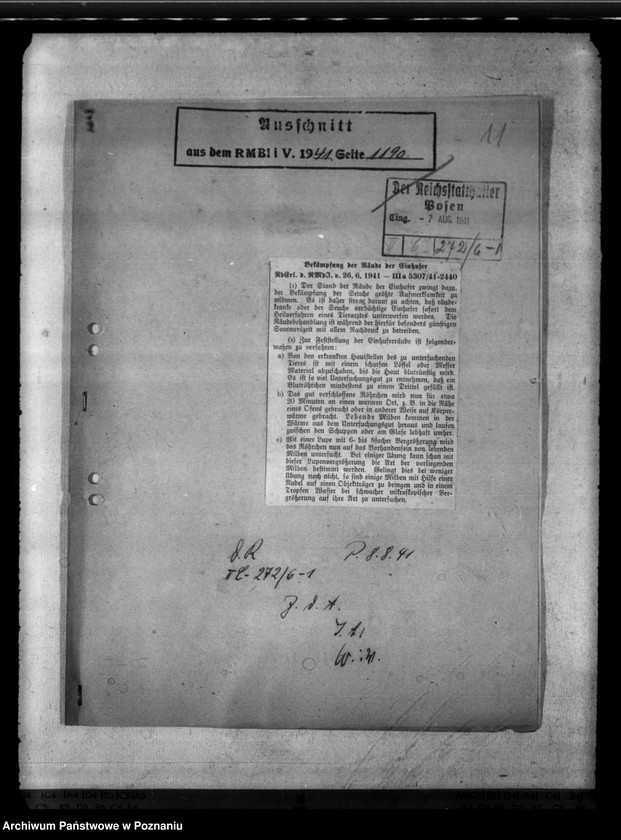 Ausschnitt
aus dem RMBliV. 1941 Seite 1190
11
Der Reichsstatthalter
Posen
Eing. - 7. AUG. 1941
272/6-1
Bekämpfung der Räude der Einhufer
RdErl. d. RMdJ. v. 26. 6. 1941 — IIIa 5307/41-2440
(1) Der Stand der Räude der Einhufer zwingt dazu,
der Bekämpfung der Seuche größte Aufmerksamkeit zu
widmen. Es ist daher streng darauf zu achten, daß räude-
kranke oder der Seuche verdächtige Einhufer sofort dem
Heilverfahren eines Tierarztes unterworfen werden. Die
Räudebehandlung ist während der hierfür besonders günstigen
Sommerzeit mit allem Nachdruck zu betreiben.
(2) Zur Feststellung der Einhuferräude ist folgender-
maßen zu verfahren:
a) Von den erkrankten Hautstellen des zu untersuchenden
Tieres ist mit einem scharfen Löffel oder Messer
Material abzuschaben, bis die Haut blutrünstig wird.
Es ist so viel Untersuchungsgut zu entnehmen, daß ein
Blutröhrchen mindestens zu einem Drittel gefüllt ist.
b) Das gut verschlossene Röhrchen wird nun für etwa
20 Minuten an einen warmen Ort, z. B. in die Nähe
eines Ofens gebracht oder in anderer Weise auf Körper-
wärme gebracht. Lebende Milben kommen in der
Wärme aus dem Untersuchungsgut heraus und laufen
zwischen den Schuppen oder am Glase lebhaft umher.
c) Mit einer Lupe mit 6- bis 8facher Vergrößerung wird
das Röhrchen nun auf das Vorhandensein von lebenden
Milben untersucht. Bei einiger Übung kann schon mit
dieser Lupenvergrößerung die Art der vorliegenden
Milben bestimmt werden. Gelingt dies bei weniger
Übung noch nicht, so sind einige Milben mit Hilfe einer
Nadel auf einen Objektträger zu bringen und in einem
Tropfen Wasser bei schwacher mikroskopischer Ver-
größerung auf ihre Art zu untersuchen.
D. R. P. 8.8.41
272/6-1
Z. d. A.
J. A.
Archiwum Państwowe w Poznaniu